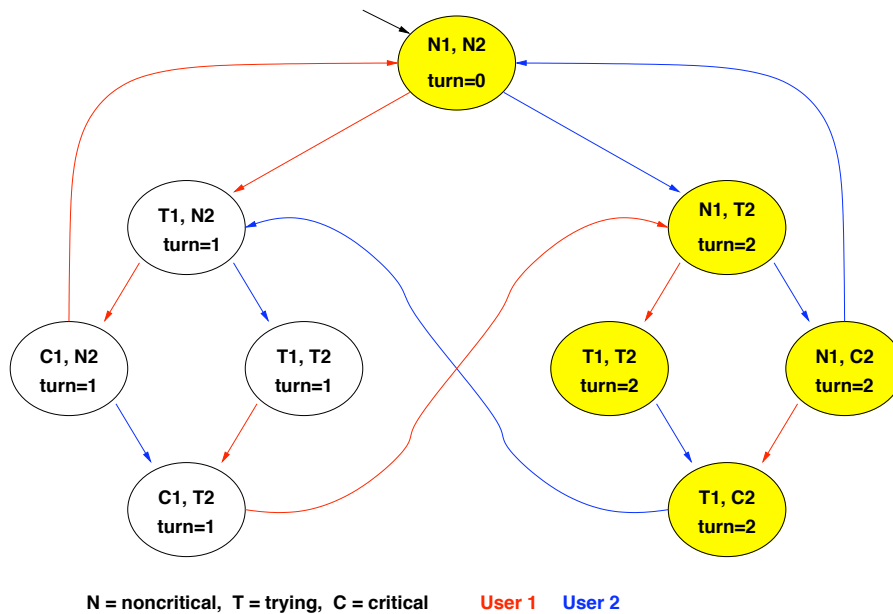 N1, N2
turn=0
T1, N2
turn=1
N1, T2
turn=2
C1, N2
turn=1
T1, T2
turn=1
T1, T2
turn=2
N1, C2
turn=2
C1, T2
turn=1
T1, C2
turn=2
N = noncritical, T = trying, C = critical User 1 User 2